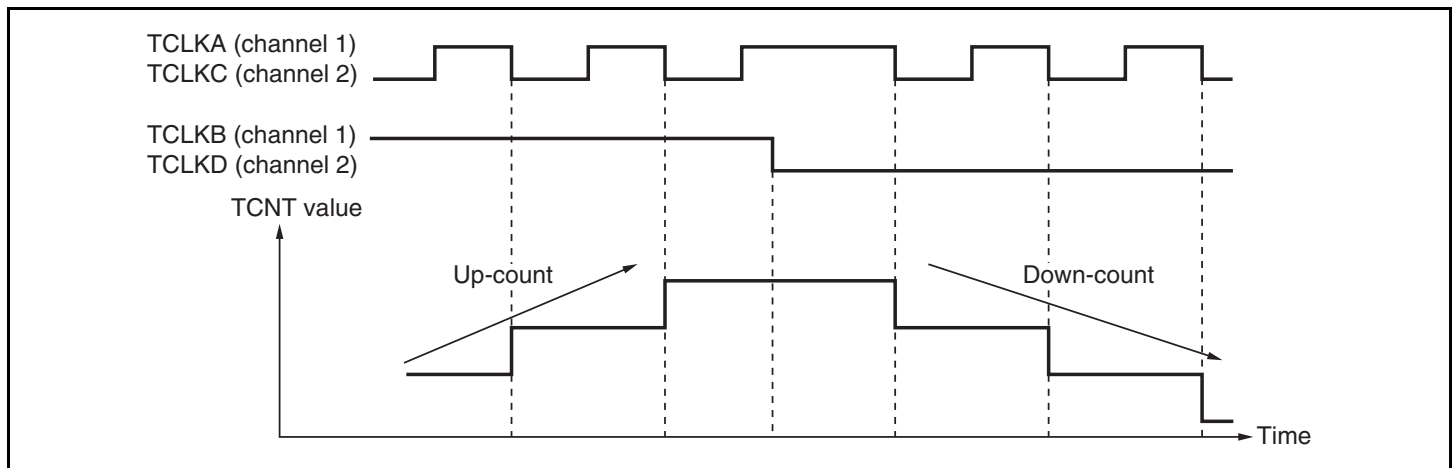 TCLKA (channel 1)
TCLKC (channel 2)
TCLKB (channel 1)
TCLKD (channel 2)
TCNT value
Up-count
Down-count
Time